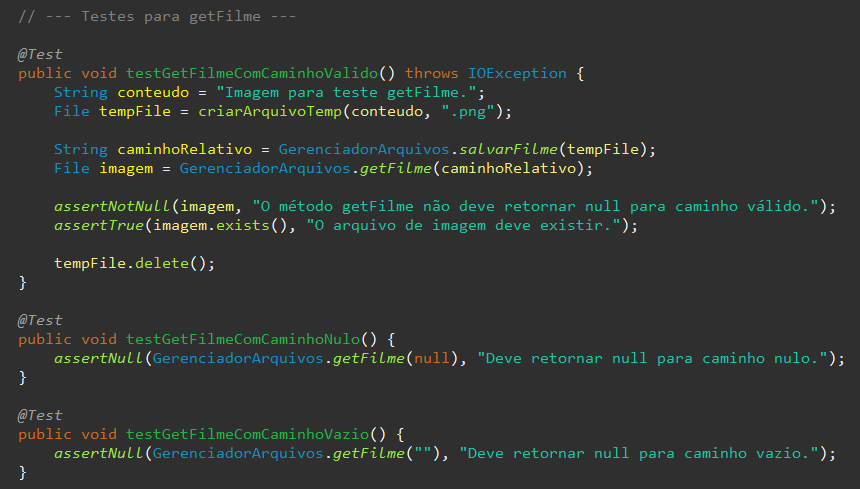 // --- Testes para getFilme ---
@Test
public void testGetFilmeComCaminhoValido() throws IOException {
String conteudo = "Imagem para teste getFilme.";
File tempFile = criarArquivoTemp(conteudo, ".png");
String caminhoRelativo = GerenciadorArquivos.salvarFilme(tempFile);
File imagem = GerenciadorArquivos.getFilme(caminhoRelativo);
assertNotNull(imagem, "O método getFilme não deve retornar null para caminho válido.");
assertTrue(imagem.exists(), "O arquivo de imagem deve existir.");
tempFile.delete();
}
@Test
public void testGetFilmeComCaminhoNulo() {
assertNull(GerenciadorArquivos.getFilme(null), "Deve retornar null para caminho nulo.");
}
@Test
public void testGetFilmeComCaminhoVazio() {
assertNull(GerenciadorArquivos.getFilme(""), "Deve retornar null para caminho vazio.");
}